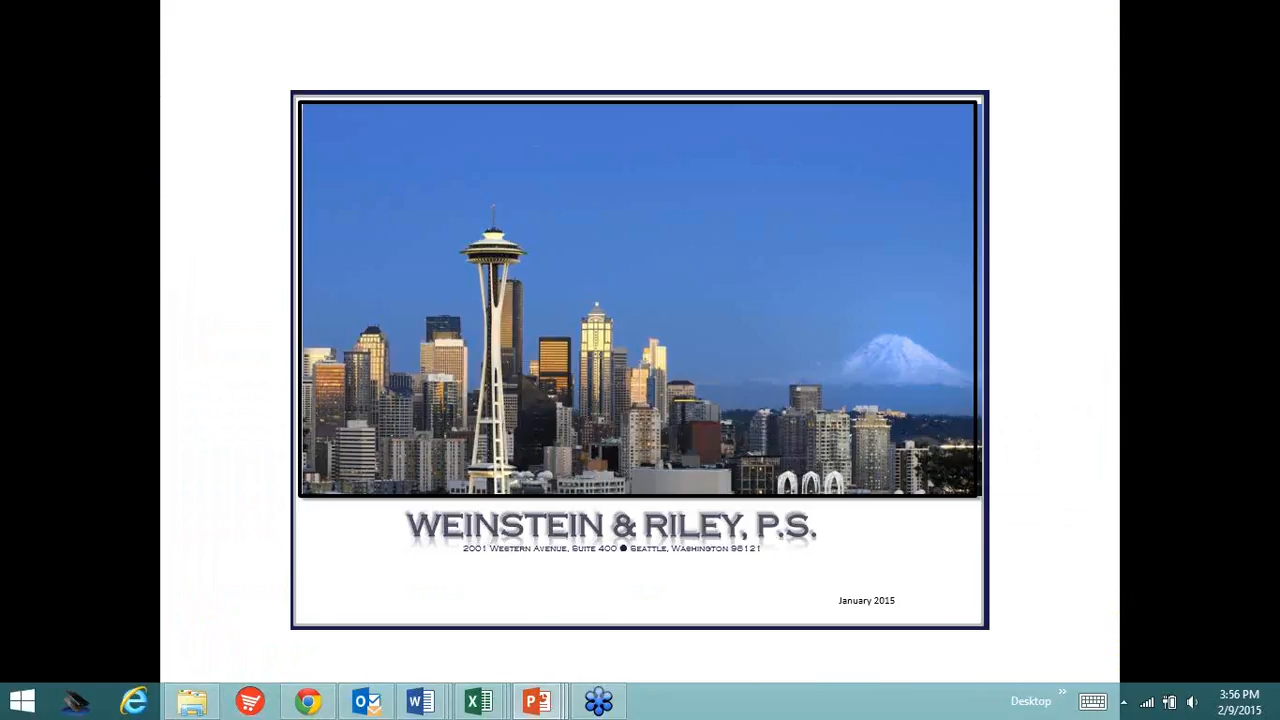 WEINSTEIN & RILEY, P.S.
2001 Western Avenue, Suite 400 ● Seattle, Washington 98121
January 2015
Desktop
3:56 PM
2/9/2015